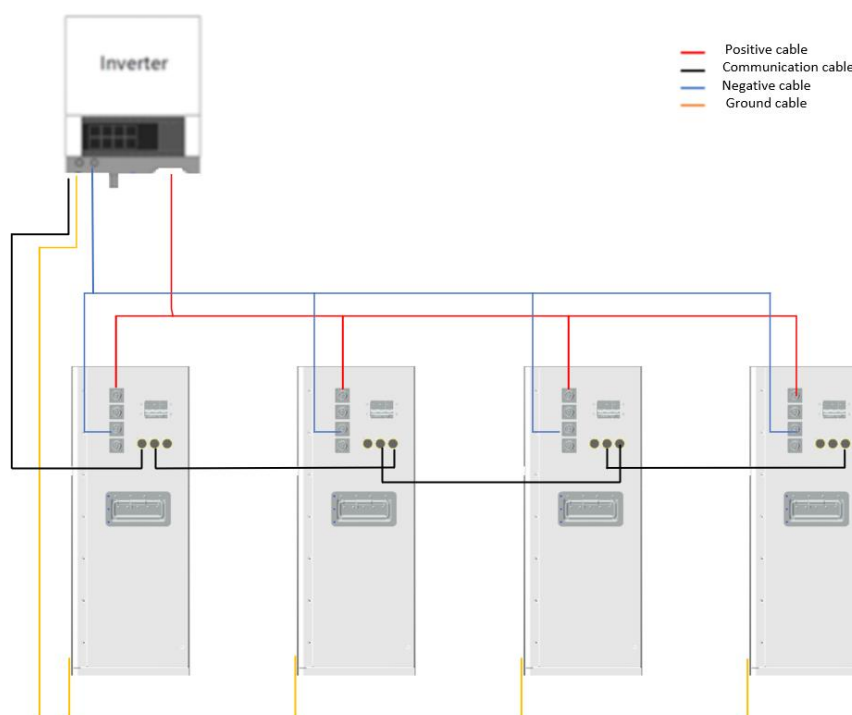 Inverter
Positive cable
Communication cable
Negative cable
Ground cable